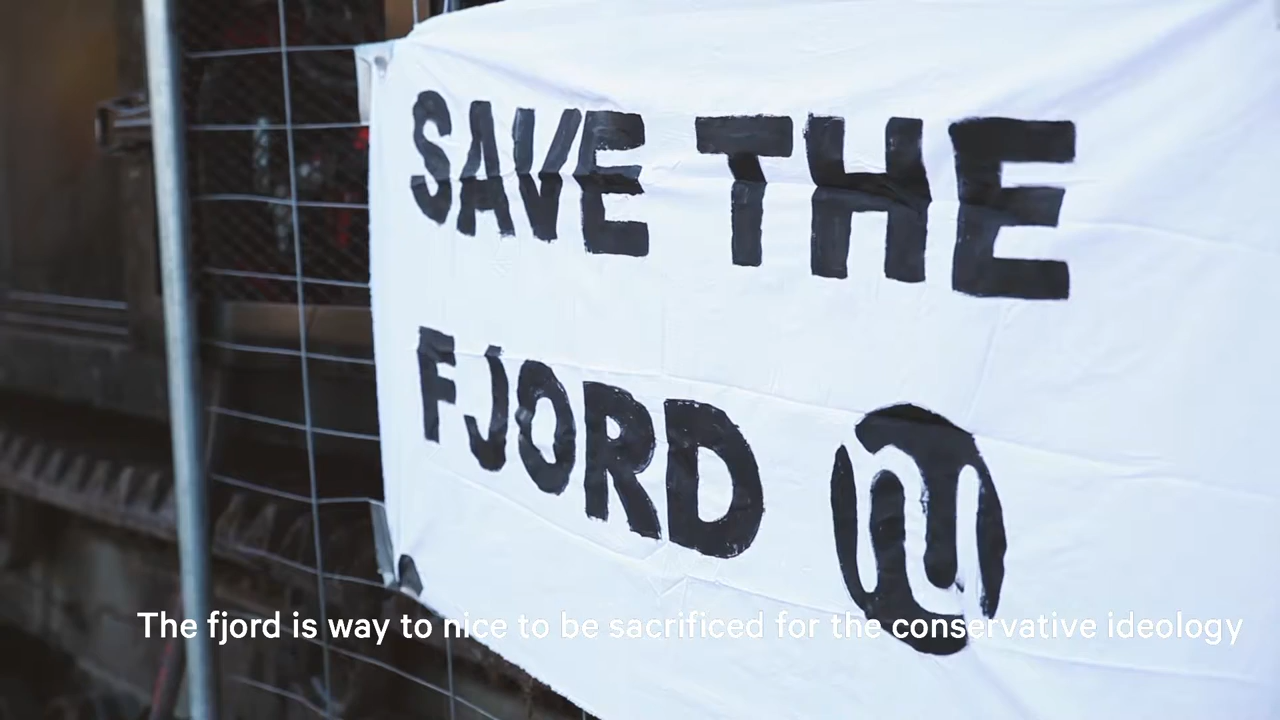 SAVE THE
FJORD
The fjord is way to nice to be sacrificed for the conservative ideology